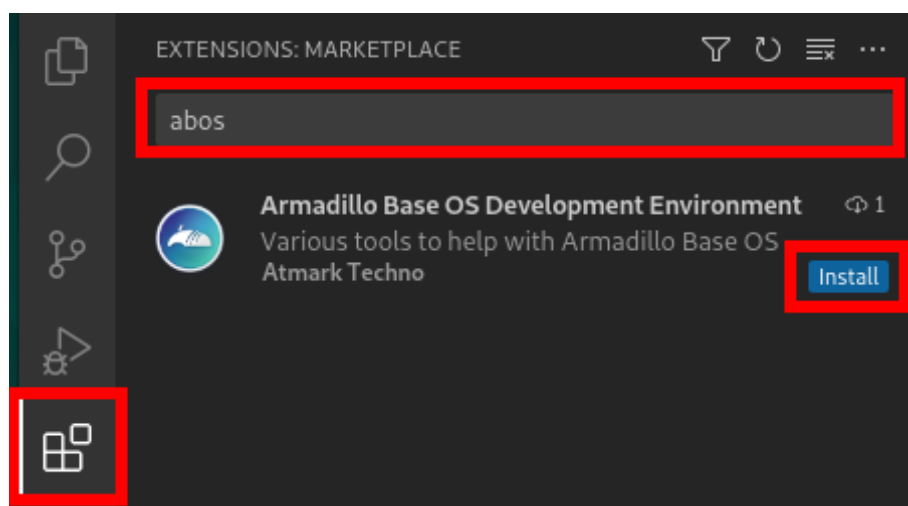 EXTENSIONS: MARKETPLACE
abos
Armadillo Base OS Development Environment 1
Various tools to help with Armadillo Base OS
Atmark Techno
Install